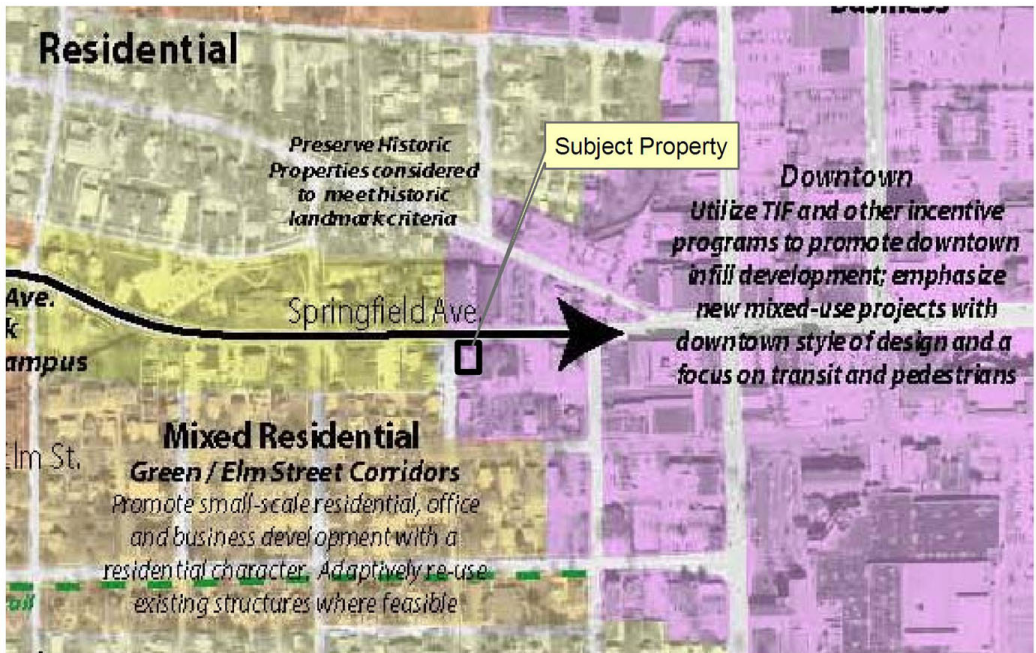 Business
Residential
Preserve Historic
Properties considered
to meet historic
landmark criteria
Subject Property
Downtown
Utilize TIF and other incentive
programs to promote downtown
infill development; emphasize
new mixed-use projects with
downtown style of design and a
focus on transit and pedestrians
Ave.
k
ampus
Springfield Ave.
Elm St.
Mixed Residential
Green / Elm Street Corridors
Promote small-scale residential, office
and business development with a
residential character. Adaptively re-use
existing structures where feasible